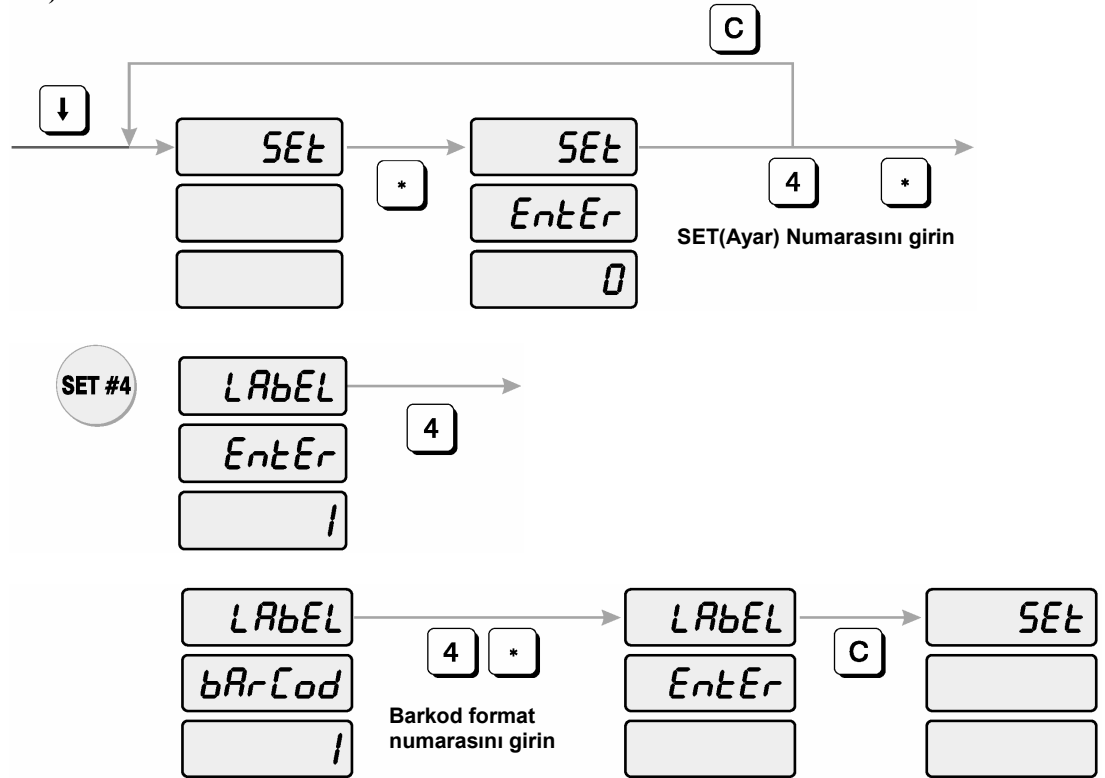 )
C
↓
SEt
*
SEt
EntEr
0
4
*
SET(Ayar) Numarasını girin
SET #4
LAbEL
EntEr
1
4
LAbEL
bArCod
1
4
*
Barkod format
numarasını girin
LAbEL
EntEr
C
SEt